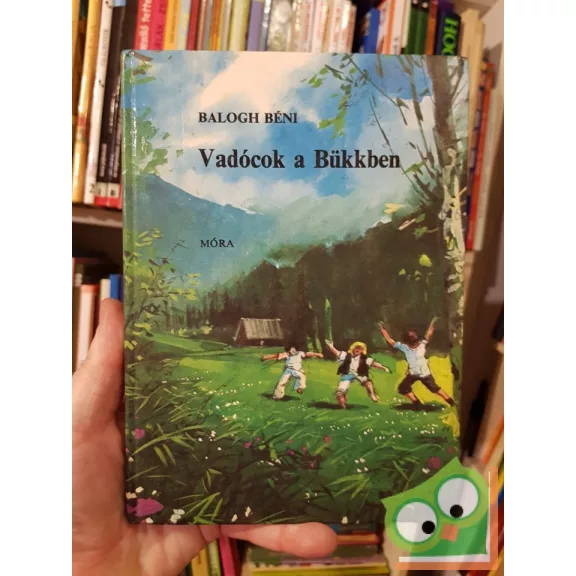 BALOGH BÉNI
Vadócok a Bükkben
MÓRA